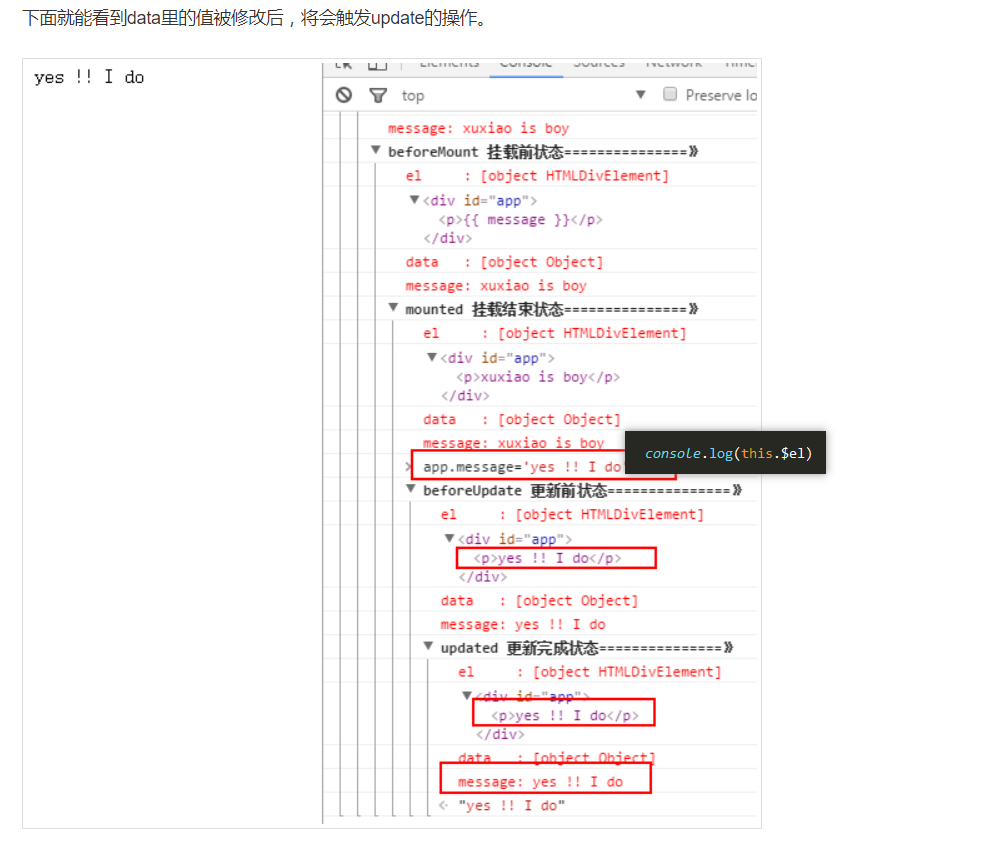 下面就能看到data里的值被修改后，将会触发update的操作。
yes !! I do
Elements Console Sources Network
top Preserve lo
message: xuxiao is boy
beforeMount 挂载前状态===============》
el : [object HTMLDivElement]
<div id="app">
<p>{{ message }}</p>
</div>
data : [object Object]
message: xuxiao is boy
mounted 挂载结束状态===============》
el : [object HTMLDivElement]
<div id="app">
<p>xuxiao is boy</p>
</div>
data : [object Object]
message: xuxiao is boy
console.log(this.$el)
app.message='yes !! I do
beforeUpdate 更新前状态===============》
el : [object HTMLDivElement]
<div id="app">
<p>yes !! I do</p>
</div>
data : [object Object]
message: yes !! I do
updated 更新完成状态===============》
el : [object HTMLDivElement]
<div id="app">
<p>yes !! I do</p>
</div>
data : [object Object]
message: yes !! I do
"yes !! I do"